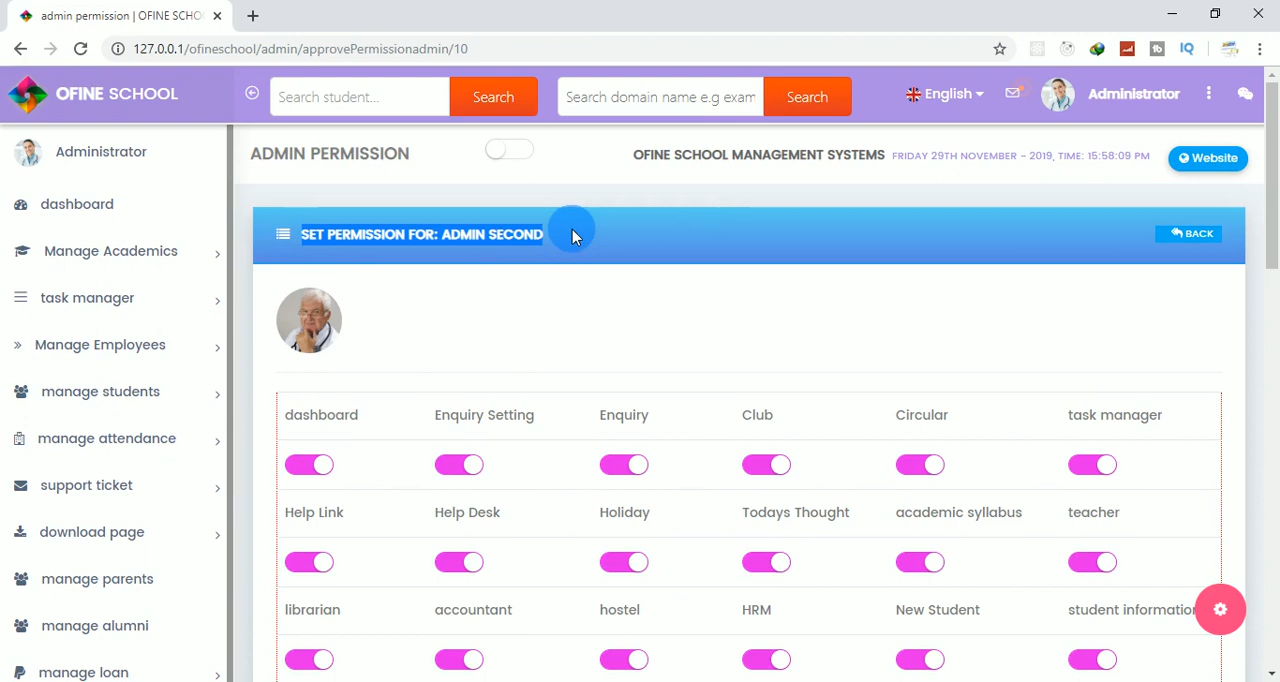 admin permission | OFINE SCHO
127.0.0.1/ofineschool/admin/approvePermissionadmin/10
OFINE SCHOOL
Search student...
Search
Search domain name e.g exam
Search
English
Administrator
Administrator
ADMIN PERMISSION
OFINE SCHOOL MANAGEMENT SYSTEMS FRIDAY 29TH NOVEMBER - 2019, TIME: 15:58:09 PM
Website
dashboard
Manage Academics
task manager
Manage Employees
manage students
manage attendance
support ticket
download page
manage parents
manage alumni
manage loan
SET PERMISSION FOR: ADMIN SECOND
BACK
dashboard Enquiry Setting Enquiry Club Circular task manager
Help Link Help Desk Holiday Todays Thought academic syllabus teacher
librarian accountant hostel HRM New Student student information